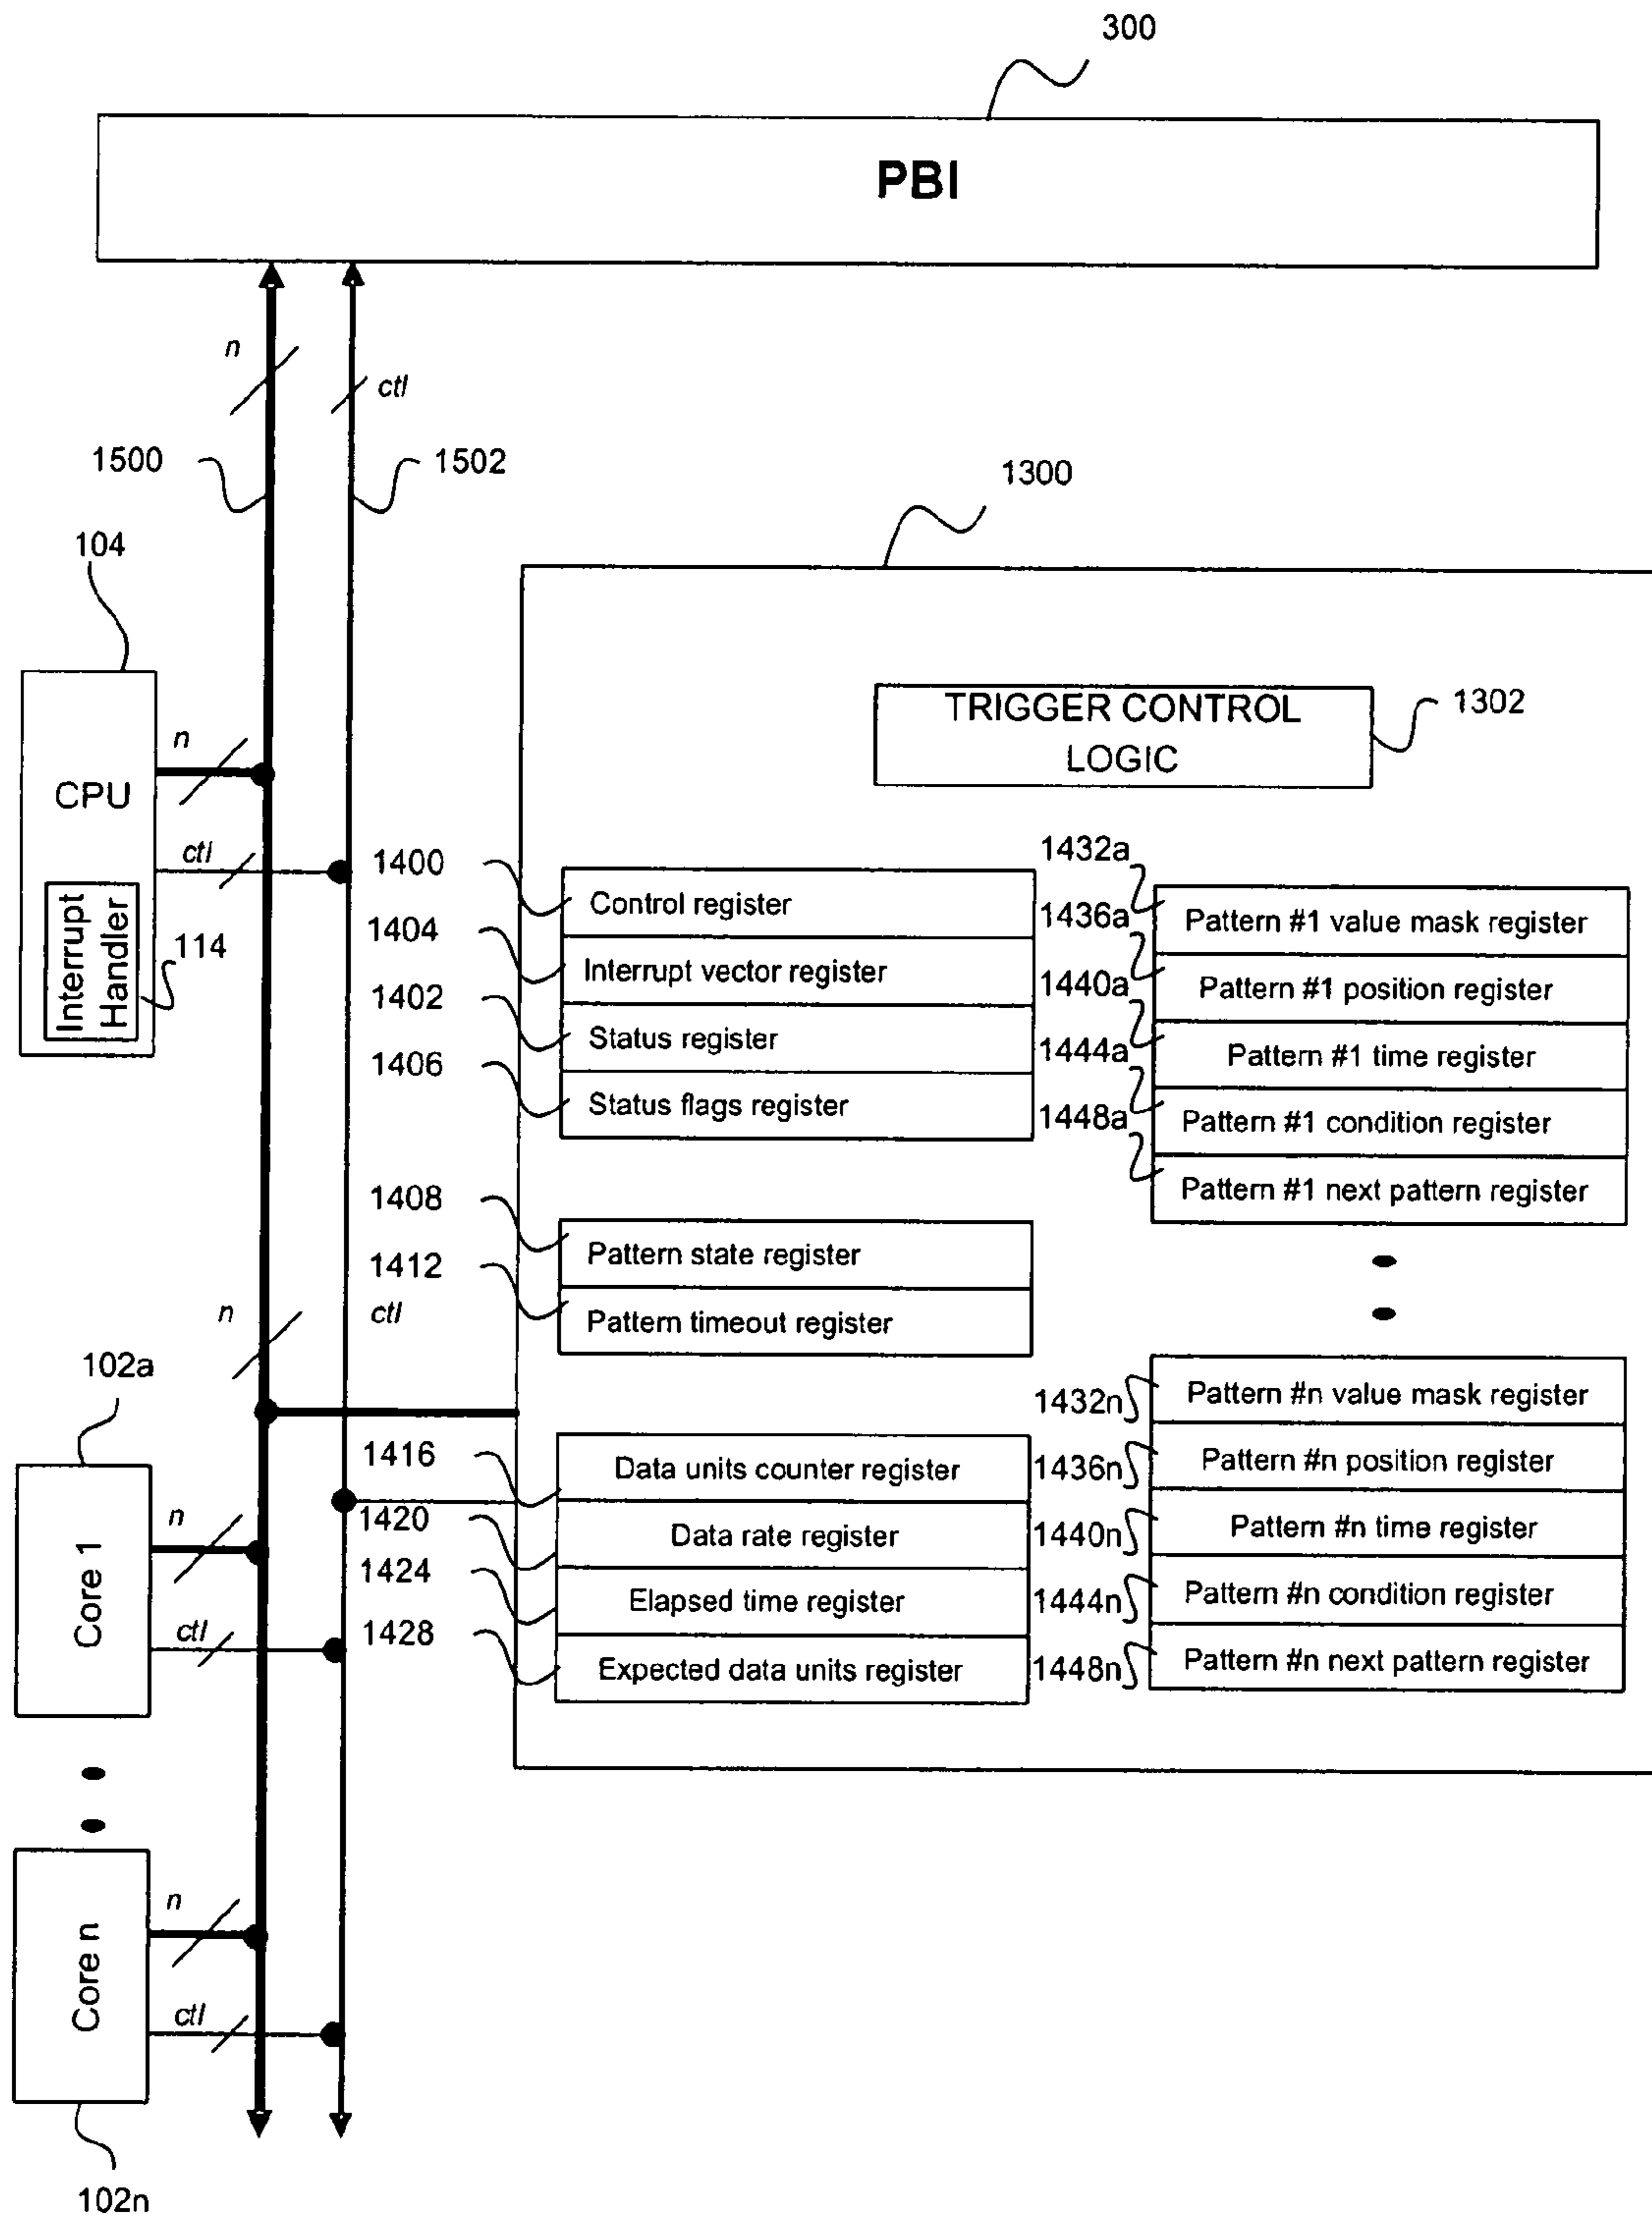 300
PBI
n
ctl
1500
1502
1300
104
TRIGGER CONTROL
LOGIC
1302
n
CPU
ctl
Interrupt
Handler
114
1400
1404
1402
1406
Control register
Interrupt vector register
Status register
Status flags register
1432a
1436a
1440a
1444a
1448a
Pattern #1 value mask register
Pattern #1 position register
Pattern #1 time register
Pattern #1 condition register
Pattern #1 next pattern register
1408
1412
Pattern state register
Pattern timeout register
n
ctl
102a
n
Core 1
ctl
1416
1420
1424
1428
Data units counter register
Data rate register
Elapsed time register
Expected data units register
1432n
1436n
1440n
1444n
1448n
Pattern #n value mask register
Pattern #n position register
Pattern #n time register
Pattern #n condition register
Pattern #n next pattern register
n
Core n
ctl
102n